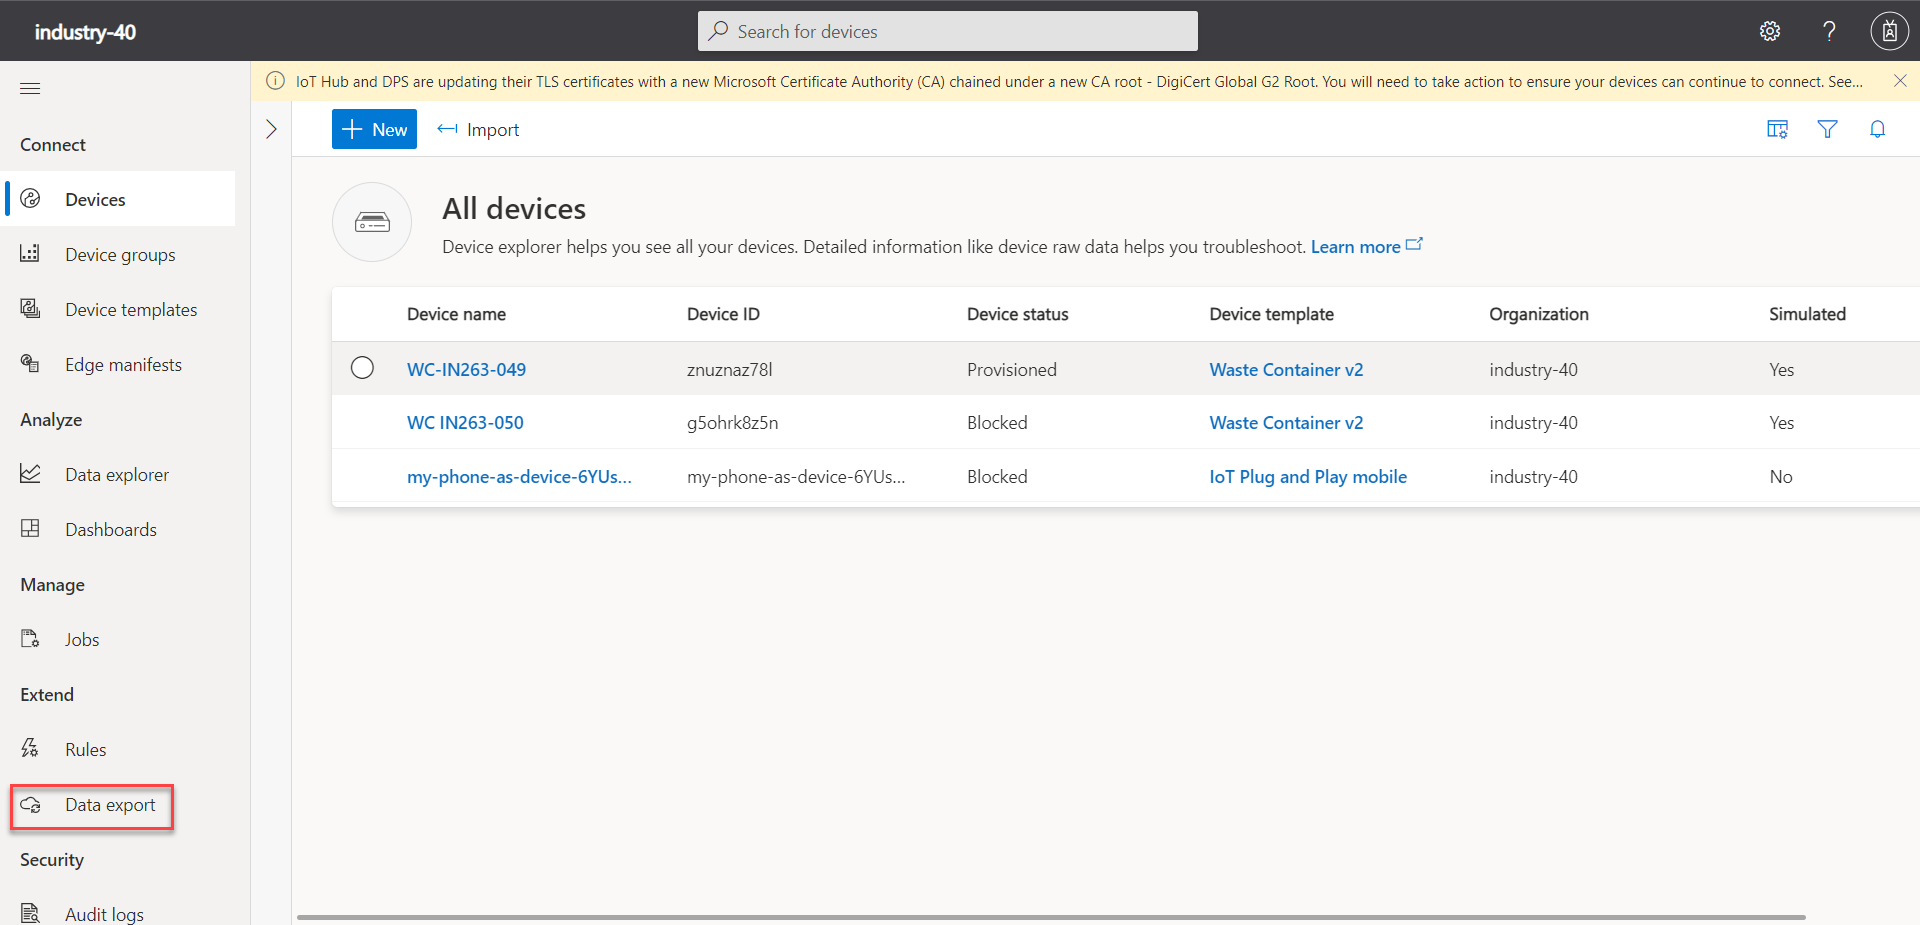 industry-40
Search for devices
?
IoT Hub and DPS are updating their TLS certificates with a new Microsoft Certificate Authority (CA) chained under a new CA root - DigiCert Global G2 Root. You will need to take action to ensure your devices can continue to connect. See...
Connect
Devices
Device groups
Device templates
Edge manifests
Analyze
Data explorer
Dashboards
Manage
Jobs
Extend
Rules
Data export
Security
Audit logs
New
Import
All devices
Device explorer helps you see all your devices. Detailed information like device raw data helps you troubleshoot. Learn more
Device name Device ID Device status Device template Organization Simulated
WC-IN263-049 znuznaz78l Provisioned Waste Container v2 industry-40 Yes
WC IN263-050 g5ohrk8z5n Blocked Waste Container v2 industry-40 Yes
my-phone-as-device-6YUs... my-phone-as-device-6YUs... Blocked IoT Plug and Play mobile industry-40 No